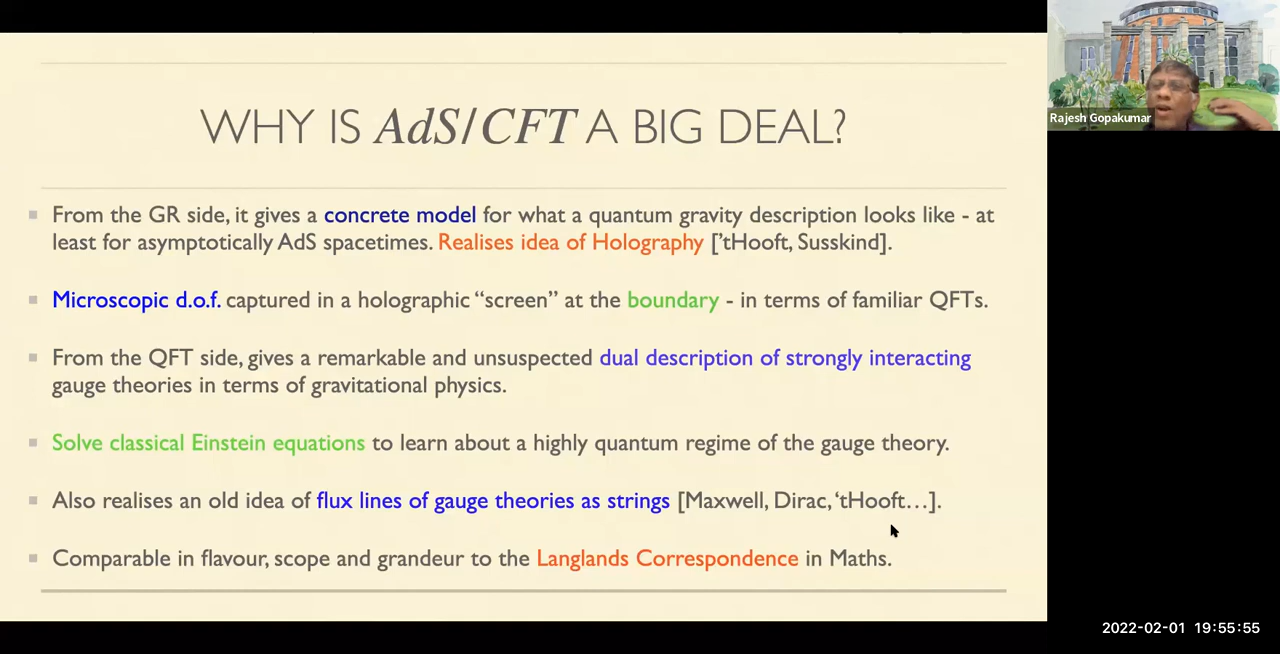 WHY IS AdS/CFT A BIG DEAL?
▪ From the GR side, it gives a concrete model for what a quantum gravity description looks like - at
least for asymptotically AdS spacetimes. Realises idea of Holography ['tHooft, Susskind].
▪ Microscopic d.o.f. captured in a holographic “screen” at the boundary - in terms of familiar QFTs.
▪ From the QFT side, gives a remarkable and unsuspected dual description of strongly interacting
gauge theories in terms of gravitational physics.
▪ Solve classical Einstein equations to learn about a highly quantum regime of the gauge theory.
▪ Also realises an old idea of flux lines of gauge theories as strings [Maxwell, Dirac, ‘tHooft…].
▪ Comparable in flavour, scope and grandeur to the Langlands Correspondence in Maths.
Rajesh Gopakumar
2022-02-01 19:55:55